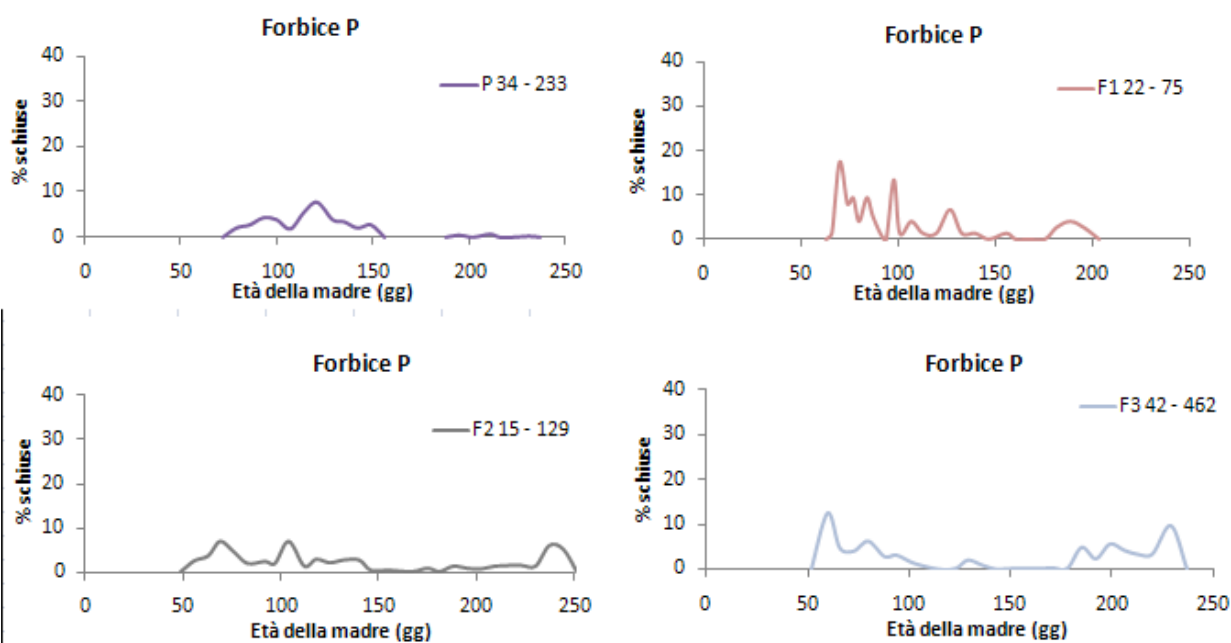 Forbice P
40
30
20
10
0
% schiuse
P 34 - 233
0 50 100 150 200 250
Età della madre (gg)
Forbice P
40
30
20
10
0
% schiuse
F1 22 - 75
0 50 100 150 200 250
Età della madre (gg)
Forbice P
40
30
20
10
0
% schiuse
F2 15 - 129
0 50 100 150 200 250
Età della madre (gg)
Forbice P
40
30
20
10
0
% schiuse
F3 42 - 462
0 50 100 150 200 250
Età della madre (gg)